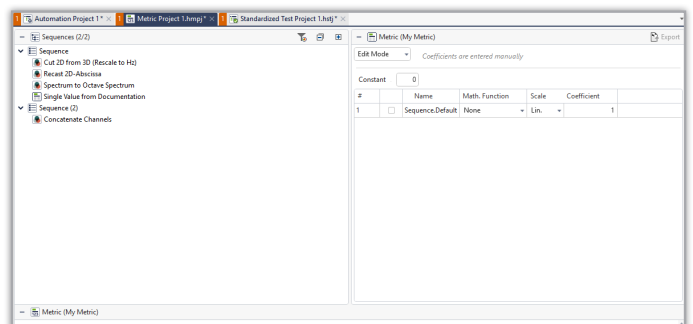 1 Automation Project 1* × 1 Metric Project 1.hmpj* × 1 Standardized Test Project 1.hstj* ×
Sequences (2/2)
Sequence
Cut 2D from 3D (Rescale to Hz)
Recast 2D-Abscissa
Spectrum to Octave Spectrum
Single Value from Documentation
Sequence (2)
Concatenate Channels
Metric (My Metric) Export
Edit Mode Coefficients are entered manually
Constant 0
# Name Math. Function Scale Coefficient
1 Sequence.Default None Lin. 1
Metric (My Metric)